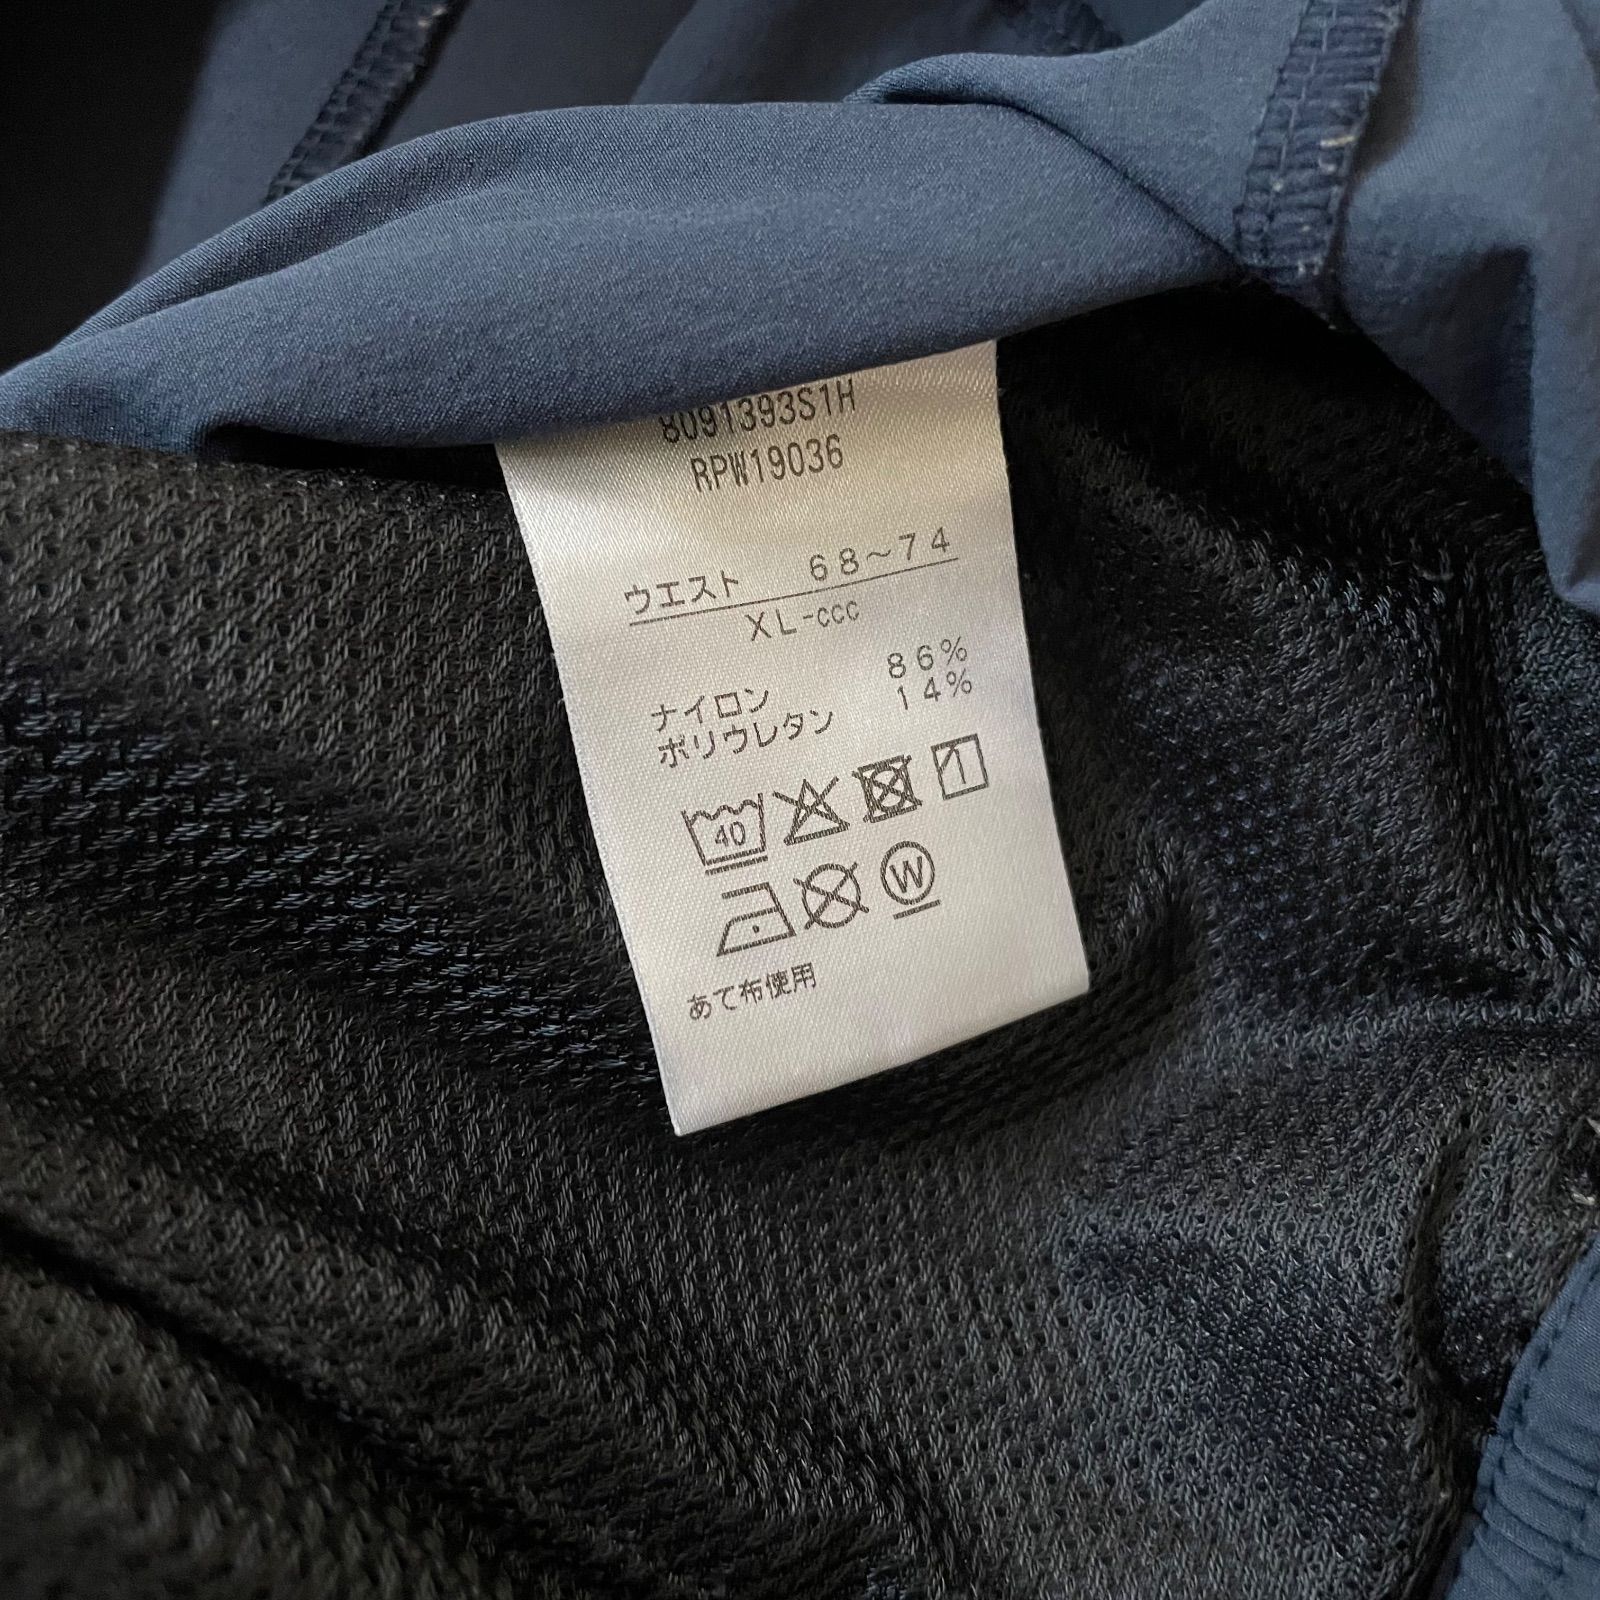 8091393S1H
RPW19036
ウエスト 68～74
XL-ccc
ナイロン 86%
ポリウレタン 14%
40
W
あて布使用